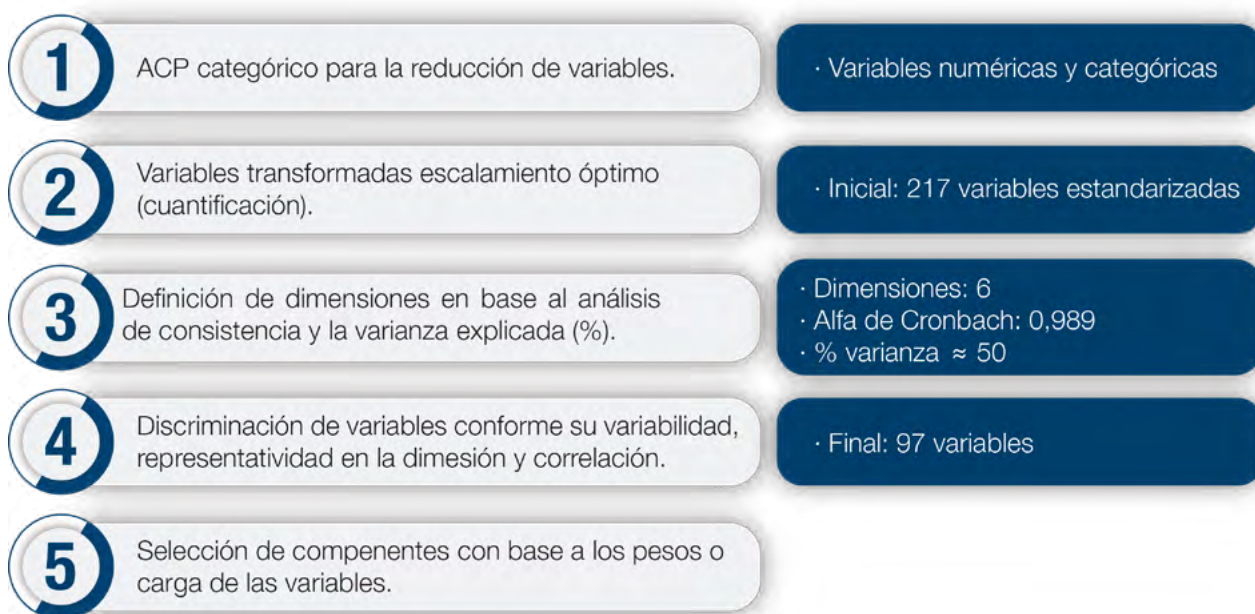 1
ACP categórico para la reducción de variables.
· Variables numéricas y categóricas
2
Variables transformadas escalamiento óptimo
(cuantificación).
· Inicial: 217 variables estandarizadas
3
Definición de dimensiones en base al análisis
de consistencia y la varianza explicada (%).
· Dimensiones: 6
· Alfa de Cronbach: 0,989
· % varianza ≈ 50
4
Discriminación de variables conforme su variabilidad,
representatividad en la dimesión y correlación.
· Final: 97 variables
5
Selección de compenentes con base a los pesos o
carga de las variables.